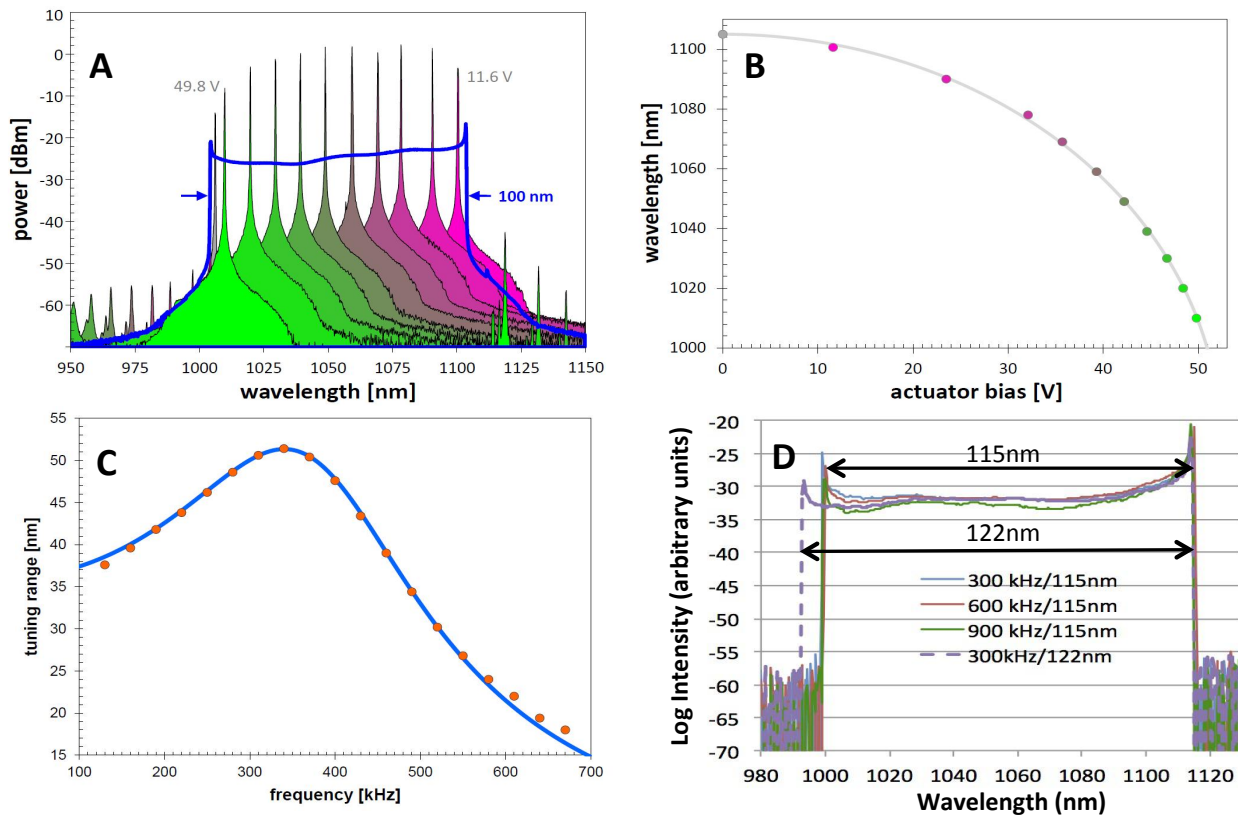 A
power [dBm]
10
0
-10
-20
-30
-40
-50
-60
49.8 V
11.6 V
100 nm
950 975 1000 1025 1050 1075 1100 1125 1150
wavelength [nm]
B
wavelength [nm]
1100
1080
1060
1040
1020
1000
0 10 20 30 40 50
actuator bias [V]
C
tuning range [nm]
55
50
45
40
35
30
25
20
15
100 200 300 400 500 600 700
frequency [kHz]
D
Log Intensity (arbitrary units)
-20
-25
-30
-35
-40
-45
-50
-55
-60
-65
-70
115nm
122nm
300 kHz/115nm
600 kHz/115nm
900 kHz/115nm
300kHz/122nm
980 1000 1020 1040 1060 1080 1100 1120
Wavelength (nm)